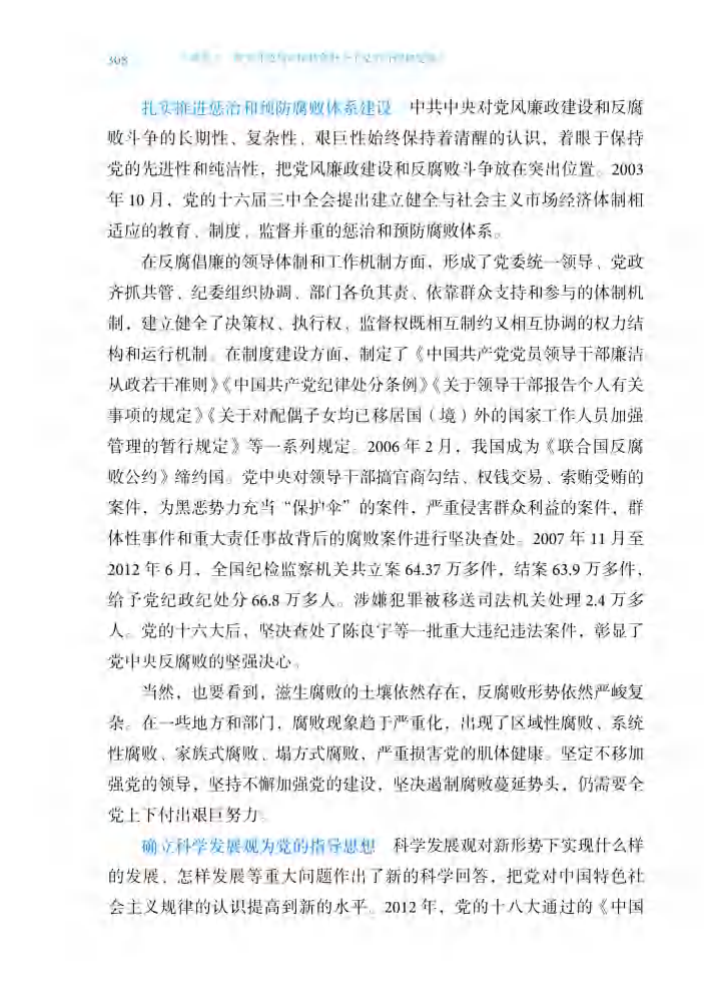 308
扎实推进惩治和预防腐败体系建设 中共中央对党风廉政建设和反腐
败斗争的长期性、复杂性、艰巨性始终保持着清醒的认识，着眼于保持
党的先进性和纯洁性，把党风廉政建设和反腐败斗争放在突出位置。2003
年 10 月，党的十六届三中全会提出建立健全与社会主义市场经济体制相
适应的教育、制度、监督并重的惩治和预防腐败体系。
在反腐倡廉的领导体制和工作机制方面，形成了党委统一领导、党政
齐抓共管、纪委组织协调、部门各负其责、依靠群众支持和参与的体制机
制，建立健全了决策权、执行权、监督权既相互制约又相互协调的权力结
构和运行机制。在制度建设方面，制定了《中国共产党党员领导干部廉洁
从政若干准则》《中国共产党纪律处分条例》《关于领导干部报告个人有关
事项的规定》《关于对配偶子女均已移居国（境）外的国家工作人员加强
管理的暂行规定》等一系列规定。2006 年 2 月，我国成为《联合国反腐
败公约》缔约国。党中央对领导干部搞官商勾结、权钱交易、索贿受贿的
案件，为黑恶势力充当“保护伞”的案件，严重侵害群众利益的案件，群
体性事件和重大责任事故背后的腐败案件进行坚决查处。2007 年 11 月至
2012 年 6 月，全国纪检监察机关共立案 64.37 万多件，结案 63.9 万多件，
给予党纪政纪处分 66.8 万多人。涉嫌犯罪被移送司法机关处理 2.4 万多
人。党的十六大后，坚决查处了陈良宇等一批重大违纪违法案件，彰显了
党中央反腐败的坚强决心。
当然，也要看到，滋生腐败的土壤依然存在，反腐败形势依然严峻复
杂。在一些地方和部门，腐败现象趋于严重化，出现了区域性腐败、系统
性腐败、家族式腐败、塌方式腐败，严重损害党的肌体健康。坚定不移加
强党的领导，坚持不懈加强党的建设，坚决遏制腐败蔓延势头，仍需要全
党上下付出艰巨努力。
确立科学发展观为党的指导思想 科学发展观对新形势下实现什么样
的发展、怎样发展等重大问题作出了新的科学回答，把党对中国特色社
会主义规律的认识提高到新的水平。2012 年，党的十八大通过的《中国